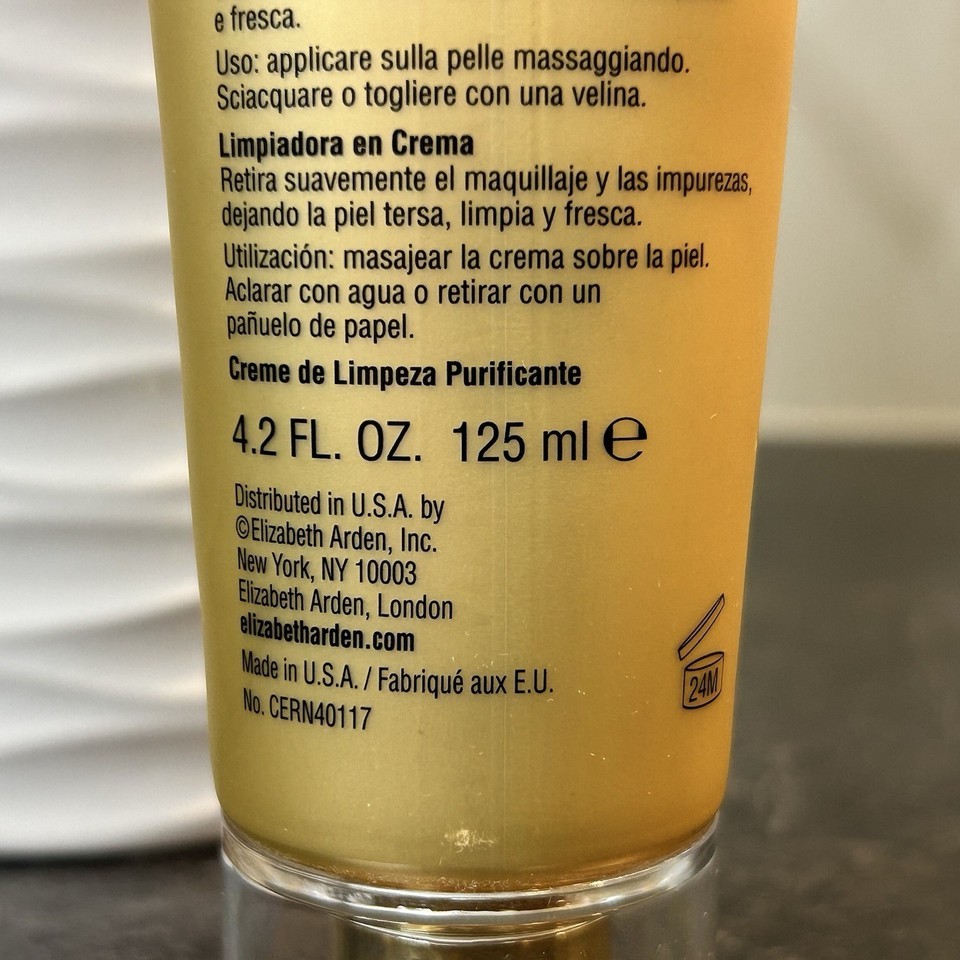 e fresca.
Uso: applicare sulla pelle massaggiando.
Sciacquare o togliere con una velina.
Limpiadora en Crema
Retira suavemente el maquillaje y las impurezas,
dejando la piel tersa, limpia y fresca.
Utilización: masajear la crema sobre la piel.
Aclarar con agua o retirar con un
pañuelo de papel.
Creme de Limpeza Purificante
4.2 FL. OZ. 125 ml ℮
Distributed in U.S.A. by
©Elizabeth Arden, Inc.
New York, NY 10003
Elizabeth Arden, London
elizabetharden.com
Made in U.S.A. / Fabriqué aux E.U.
No. CERN40117
24M